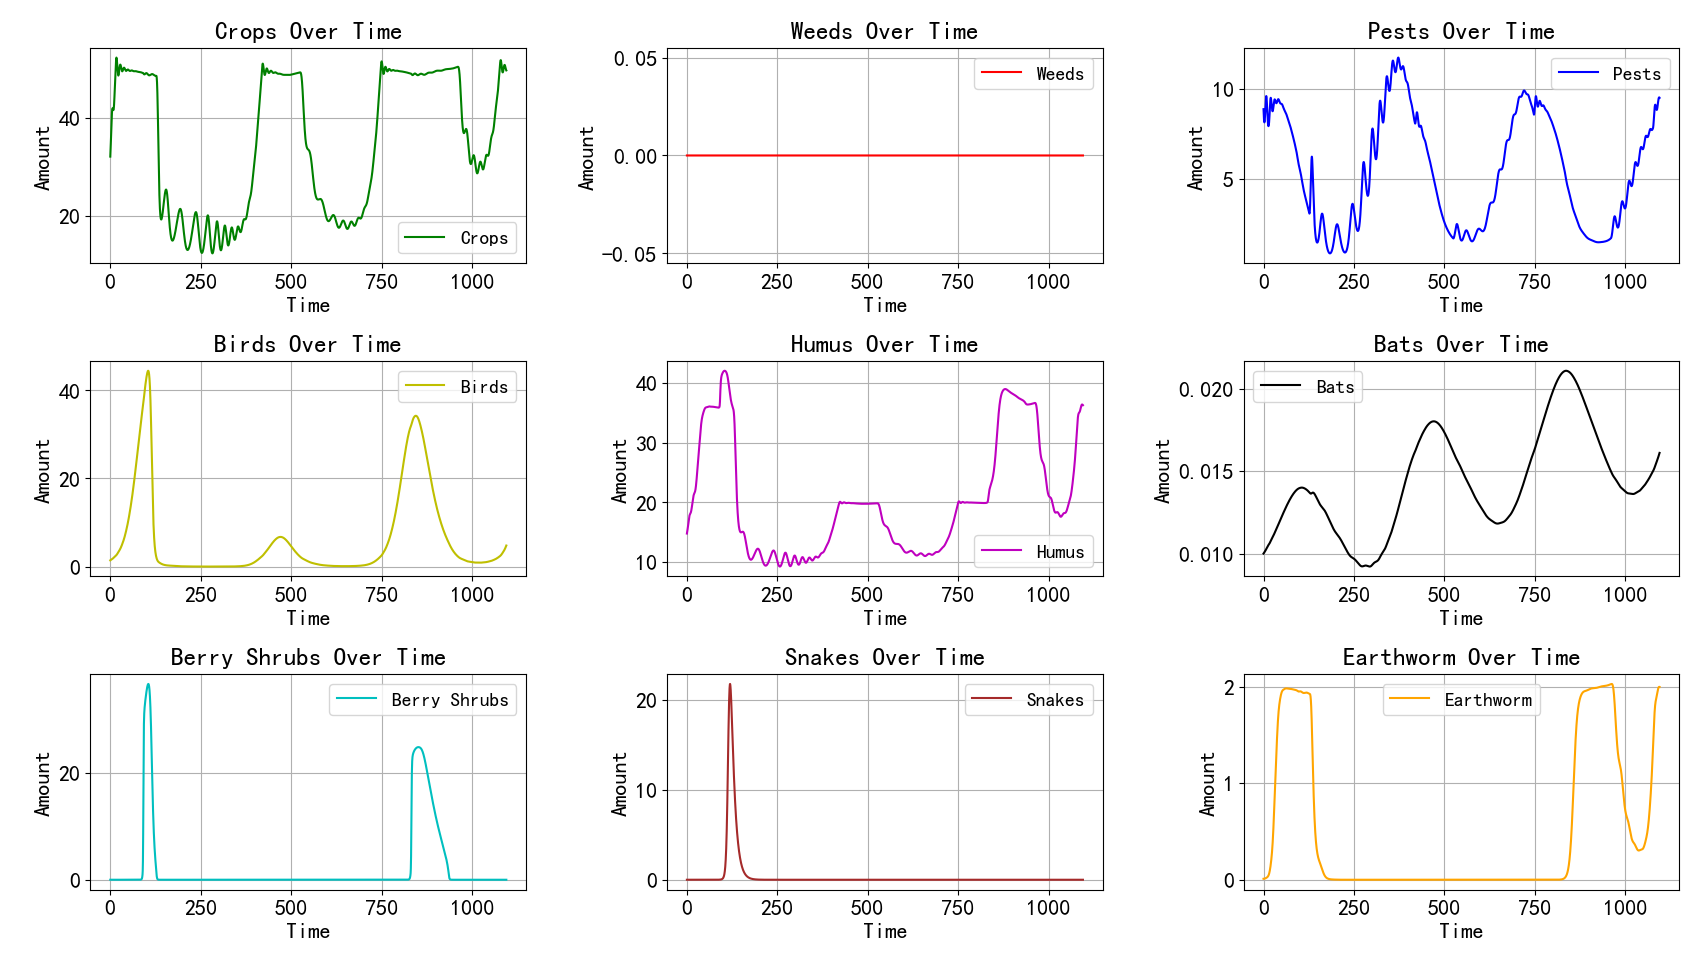 Crops Over Time
Amount
40
20
Crops
0 250 500 750 1000
Time
Weeds Over Time
Amount
0.05
0.00
−0.05
Weeds
0 250 500 750 1000
Time
Pests Over Time
Amount
10
5
Pests
0 250 500 750 1000
Time
Birds Over Time
Amount
40
20
0
Birds
0 250 500 750 1000
Time
Humus Over Time
Amount
40
30
20
10
Humus
0 250 500 750 1000
Time
Bats Over Time
Amount
0.020
0.015
0.010
Bats
0 250 500 750 1000
Time
Berry Shrubs Over Time
Amount
20
0
Berry Shrubs
0 250 500 750 1000
Time
Snakes Over Time
Amount
20
10
0
Snakes
0 250 500 750 1000
Time
Earthworm Over Time
Amount
2
1
0
Earthworm
0 250 500 750 1000
Time